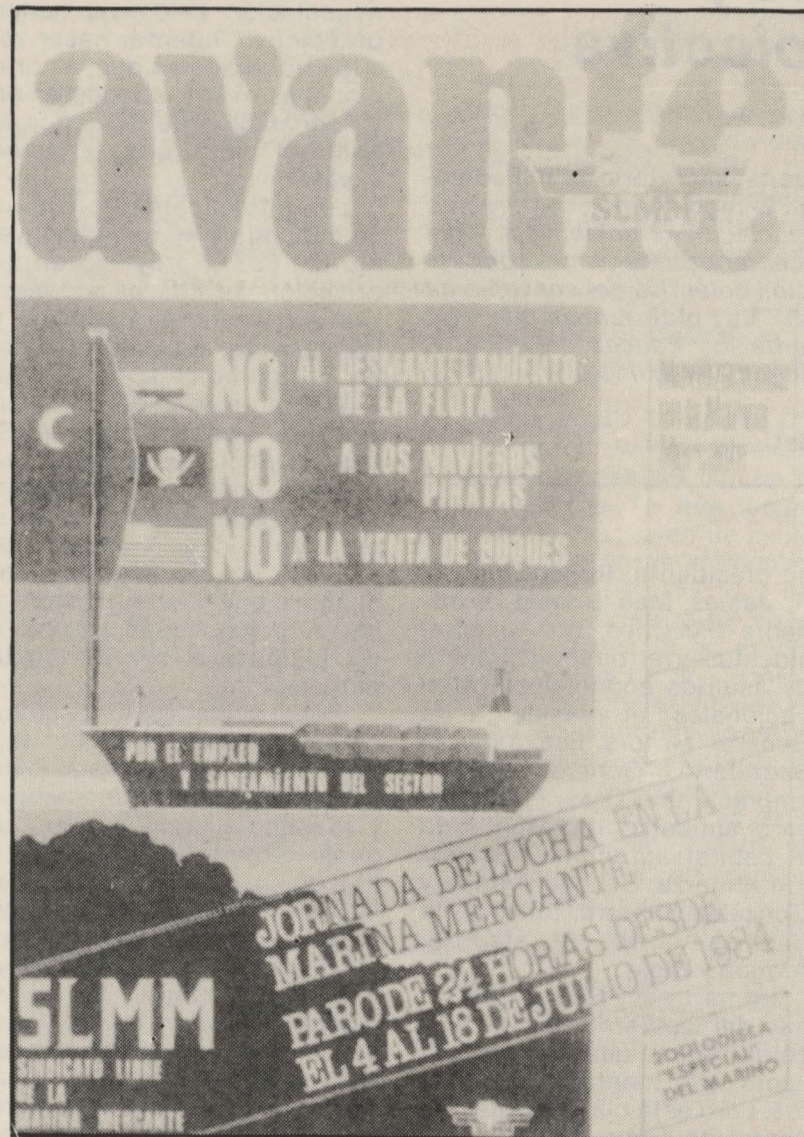 avante
SLMM
NO AL DESMANTELAMIENTO
DE LA FLOTA
NO A LOS NAVIEROS
PIRATAS
NO A LA VENTA DE BUQUES
POR EL EMPLEO
Y SANEAMIENTO DEL SECTOR
JORNADA DE LUCHA EN LA
MARINA MERCANTE
PARO DE 24 HORAS DESDE
EL 4 AL 18 DE JULIO DE 1984
SLMM
SINDICATO LIBRE
DE LA
MARINA MERCANTE
"ESPECIAL"
DEL MARINO